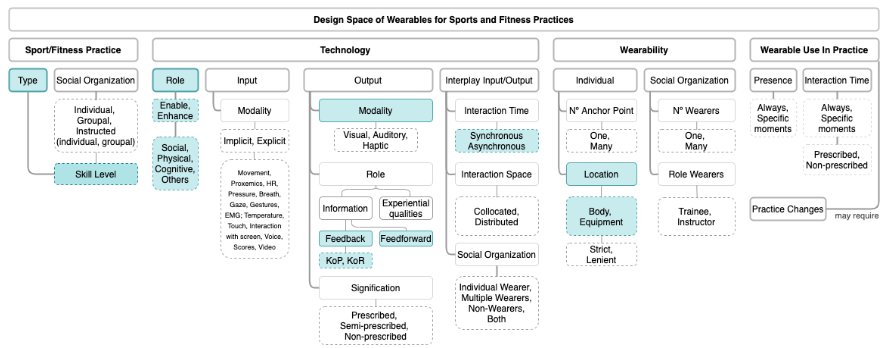 Design Space of Wearables for Sports and Fitness Practices
Sport/Fitness Practice
Technology
Wearability
Wearable Use In Practice
Type
Social Organization
Individual,
Groupal,
Instructed
(individual, groupal)
Skill Level
Role
Enable,
Enhance
Social,
Physical,
Cognitive,
Others
Input
Modality
Implicit, Explicit
Movement,
Proxemics, HR,
Pressure, Breath,
Gaze, Gestures,
EMG; Temperature,
Touch, Interaction
with screen, Voice,
Scores, Video
Output
Modality
Visual, Auditory,
Haptic
Role
Information
Experiential
qualities
Feedback
Feedforward
KoP, KoR
Signification
Prescribed,
Semi-prescribed,
Non-prescribed
Interplay Input/Output
Interaction Time
Synchronous
Asynchronous
Interaction Space
Collocated,
Distributed
Social Organization
Individual Wearer,
Multiple Wearers,
Non-Wearers,
Both
Individual
N° Anchor Point
One,
Many
Location
Body,
Equipment
Strict,
Lenient
Social Organization
N° Wearers
One,
Many
Role Wearers
Trainee,
Instructor
Presence
Always,
Specific
moments
Interaction Time
Always,
Specific
moments
Prescribed,
Non-prescribed
Practice Changes
may require